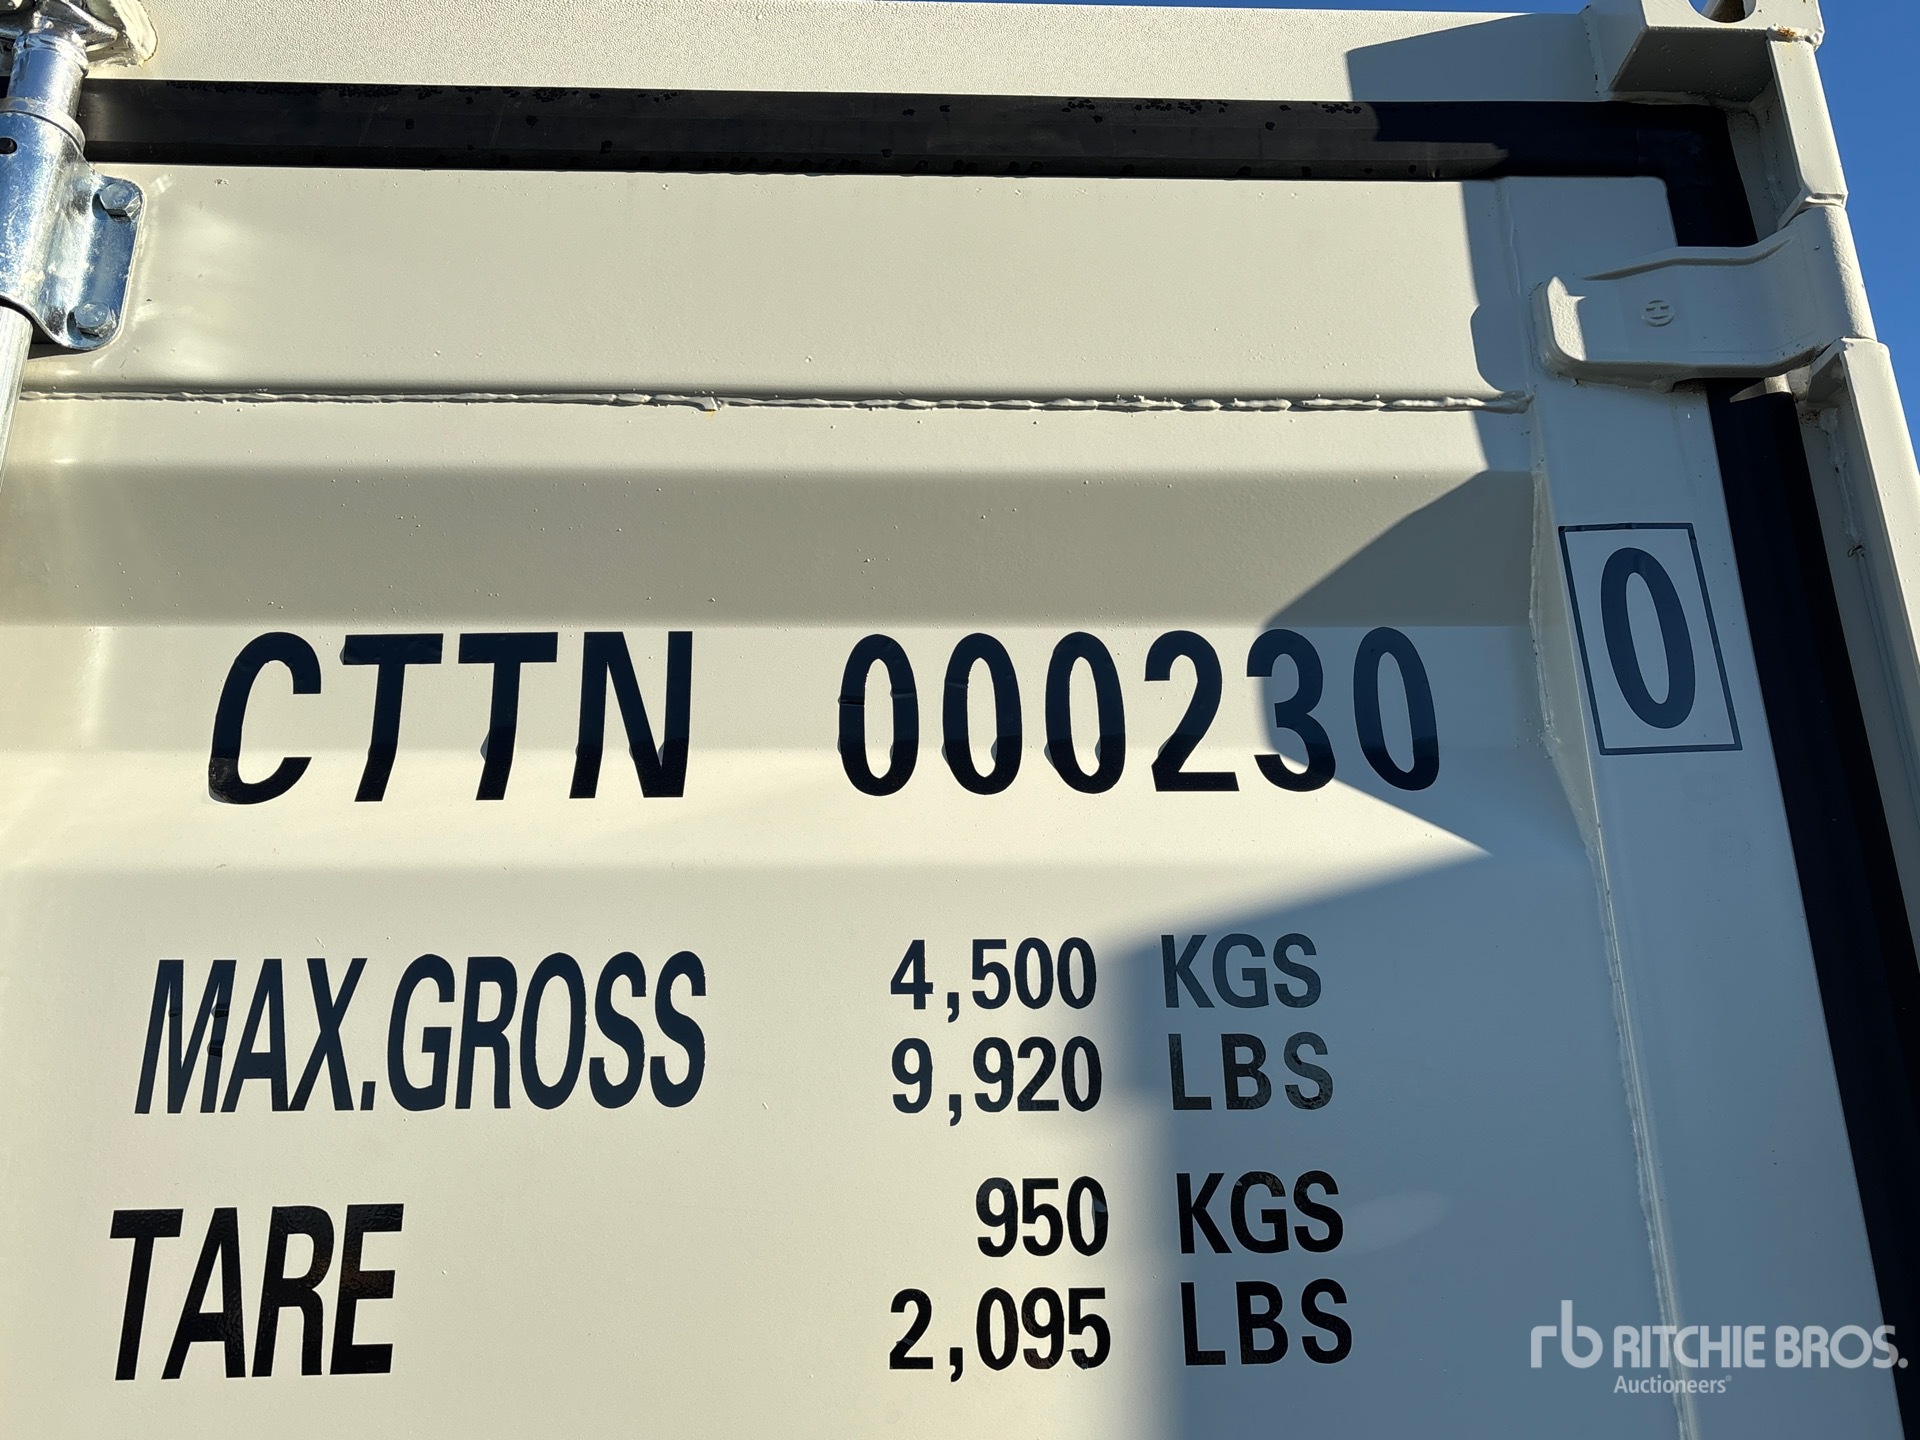 CTTN 000230 0
MAX.GROSS 4,500 KGS
9,920 LBS
TARE 950 KGS
2,095 LBS
rb RITCHIE BROS.
Auctioneers